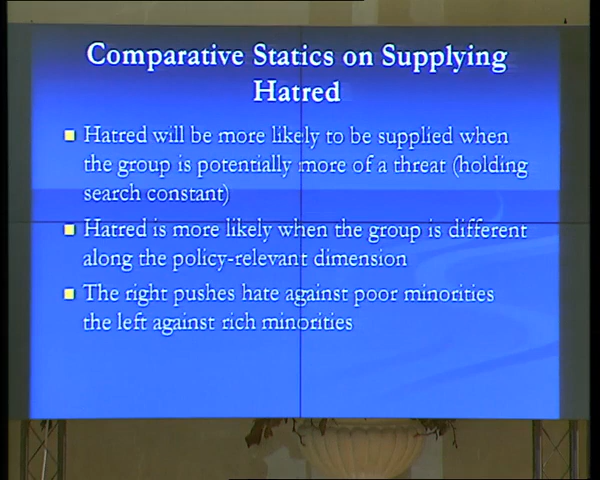 Comparative Statics on Supplying
Hatred
Hatred will be more likely to be supplied when
the group is potentially more of a threat (holding
search constant)
Hatred is more likely when the group is different
along the policy-relevant dimension
The right pushes hate against poor minorities
the left against rich minorities